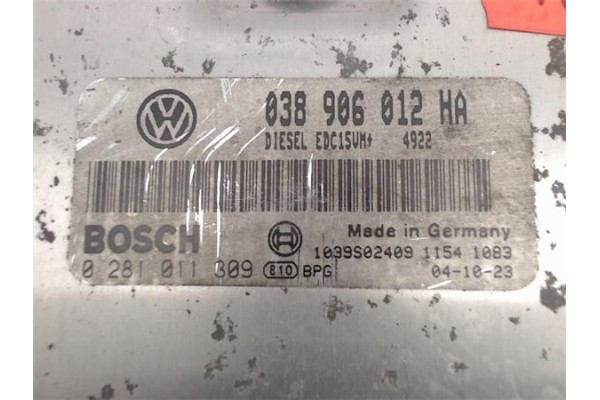 038 906 012 HA
DIESEL EDC15VM+ 4922
BOSCH
Made in Germany
1039S02409 1154 1083
0 281 011 309 810 BPG
04-10-23